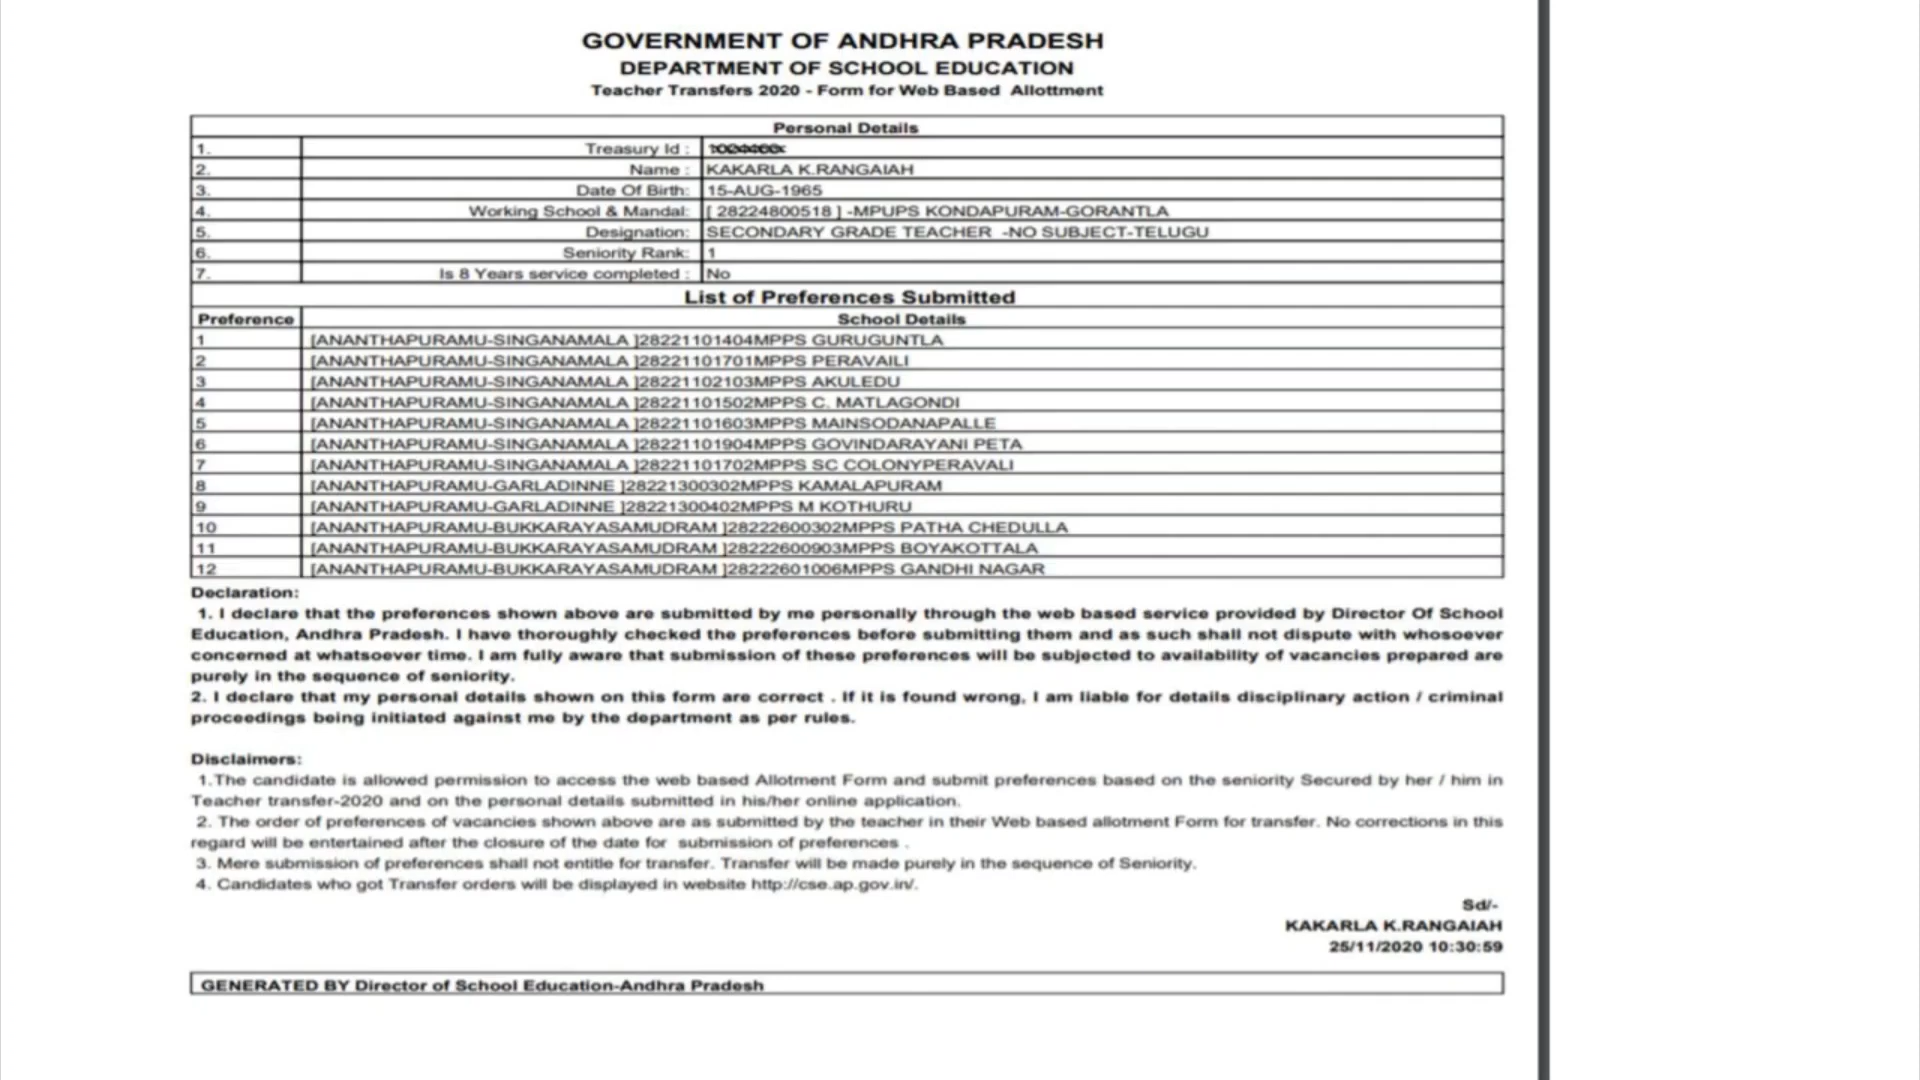 GOVERNMENT OF ANDHRA PRADESH
DEPARTMENT OF SCHOOL EDUCATION
Teacher Transfers 2020 - Form for Web Based Allottment
Personal Details
1. Treasury Id :
2. Name : KAKARLA K.RANGAIAH
3. Date Of Birth: 15-AUG-1965
4. Working School & Mandal: [ 28224800518 ] -MPUPS KONDAPURAM-GORANTLA
5. Designation: SECONDARY GRADE TEACHER -NO SUBJECT-TELUGU
6. Seniority Rank: 1
7. Is 8 Years service completed : No
List of Preferences Submitted
Preference School Details
1 [ANANTHAPURAMU-SINGANAMALA ]28221101404MPPS GURUGUNTLA
2 [ANANTHAPURAMU-SINGANAMALA ]28221101701MPPS PERAVAILI
3 [ANANTHAPURAMU-SINGANAMALA ]28221102103MPPS AKULEDU
4 [ANANTHAPURAMU-SINGANAMALA ]28221101502MPPS C. MATLAGONDI
5 [ANANTHAPURAMU-SINGANAMALA ]28221101603MPPS MAINSODANAPALLE
6 [ANANTHAPURAMU-SINGANAMALA ]28221101904MPPS GOVINDARAYANI PETA
7 [ANANTHAPURAMU-SINGANAMALA ]28221101702MPPS SC COLONYPERAVALI
8 [ANANTHAPURAMU-GARLADINNE ]28221300302MPPS KAMALAPURAM
9 [ANANTHAPURAMU-GARLADINNE ]28221300402MPPS M KOTHURU
10 [ANANTHAPURAMU-BUKKARAYASAMUDRAM ]28222600302MPPS PATHA CHEDULLA
11 [ANANTHAPURAMU-BUKKARAYASAMUDRAM ]28222600903MPPS BOYAKOTTALA
12 [ANANTHAPURAMU-BUKKARAYASAMUDRAM ]28222601006MPPS GANDHI NAGAR
Declaration:
1. I declare that the preferences shown above are submitted by me personally through the web based service provided by Director Of School
Education, Andhra Pradesh. I have thoroughly checked the preferences before submitting them and as such shall not dispute with whosoever
concerned at whatsoever time. I am fully aware that submission of these preferences will be subjected to availability of vacancies prepared are
purely in the sequence of seniority.
2. I declare that my personal details shown on this form are correct . If it is found wrong, I am liable for details disciplinary action / criminal
proceedings being initiated against me by the department as per rules.
Disclaimers:
1.The candidate is allowed permission to access the web based Allotment Form and submit preferences based on the seniority Secured by her / him in
Teacher transfer-2020 and on the personal details submitted in his/her online application.
2. The order of preferences of vacancies shown above are as submitted by the teacher in their Web based allotment Form for transfer. No corrections in this
regard will be entertained after the closure of the date for submission of preferences .
3. Mere submission of preferences shall not entitle for transfer. Transfer will be made purely in the sequence of Seniority.
4. Candidates who got Transfer orders will be displayed in website http://cse.ap.gov.in/.
Sd/-
KAKARLA K.RANGAIAH
25/11/2020 10:30:59
GENERATED BY Director of School Education-Andhra Pradesh